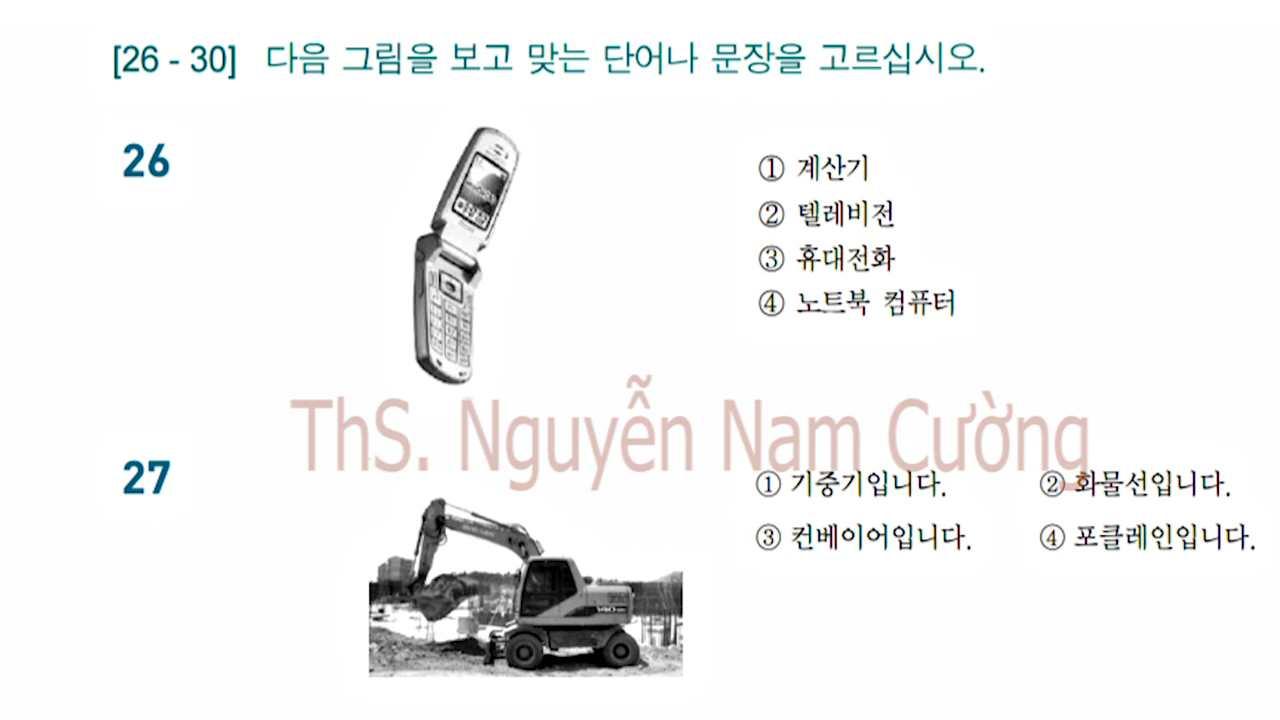 [26 - 30] 다음 그림을 보고 맞는 단어나 문장을 고르십시오.
26
① 계산기
② 텔레비전
③ 휴대전화
④ 노트북 컴퓨터
ThS. Nguyễn Nam Cường
27
① 기중기입니다. ② 화물선입니다.
③ 컨베이어입니다. ④ 포클레인입니다.